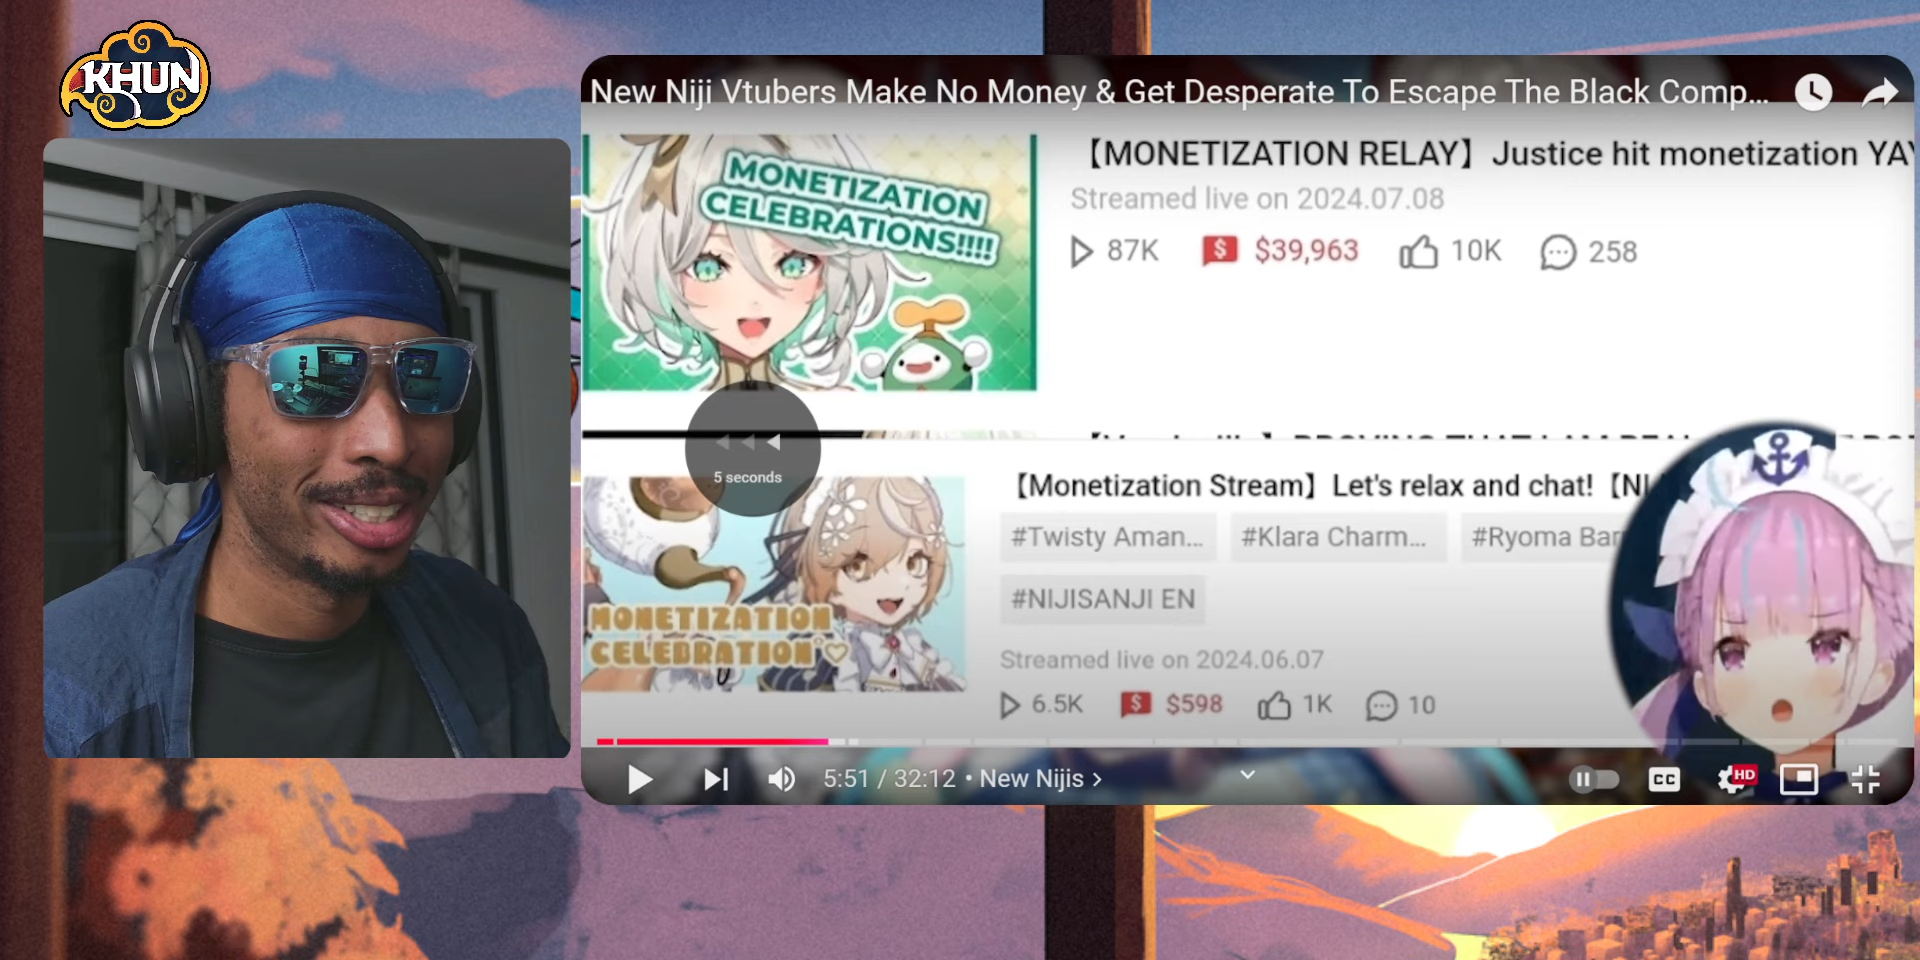 KHUN
New Niji Vtubers Make No Money & Get Desperate To Escape The Black Comp...
MONETIZATION
CELEBRATIONS!!!!
【MONETIZATION RELAY】Justice hit monetization YAY
Streamed live on 2024.07.08
87K $39,963 10K 258
5 seconds
【Monetization Stream】Let's relax and chat!【NI
#Twisty Aman... #Klara Charm... #Ryoma Bar
#NIJISANJI EN
MONETIZATION
CELEBRATION♡
Streamed live on 2024.06.07
6.5K $598 1K 10
5:51 / 32:12 • New Nijis >
CC HD